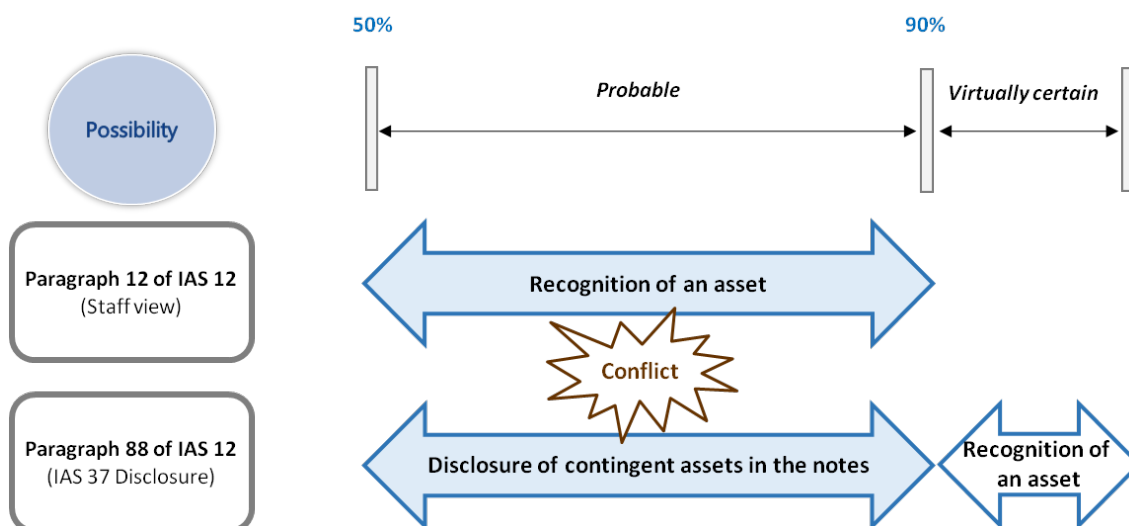 50%
90%
Possibility
Probable
Virtually certain
Paragraph 12 of IAS 12
(Staff view)
Recognition of an asset
Conflict
Paragraph 88 of IAS 12
(IAS 37 Disclosure)
Disclosure of contingent assets in the notes
Recognition of
an asset